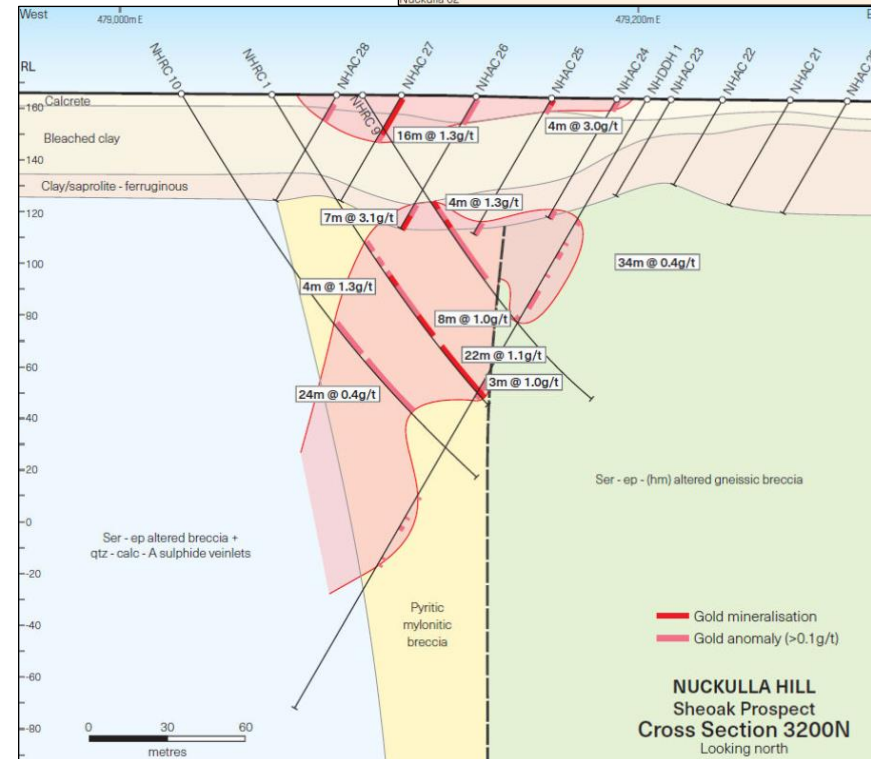 West
479,000m E
479,200m E
E
RL
NHRC 10
NHRC 1
NHAC 28
NHRC 9
NHAC 27
NHAC 26
NHAC 25
NHAC 24
NHDDH 1
NHAC 23
NHAC 22
NHAC 21
160
Calcrete
Bleached clay
140
Clay/saprolite - ferruginous
120
100
80
60
40
20
0
-20
-40
-60
-80
16m @ 1.3g/t
4m @ 3.0g/t
4m @ 1.3g/t
7m @ 3.1g/t
34m @ 0.4g/t
4m @ 1.3g/t
8m @ 1.0g/t
22m @ 1.1g/t
3m @ 1.0g/t
24m @ 0.4g/t
Ser - ep - (hm) altered gneissic breccia
Ser - ep altered breccia +
qtz - calc - A sulphide veinlets
Pyritic
mylonitic
breccia
Gold mineralisation
Gold anomaly (>0.1g/t)
NUCKULLA HILL
Sheoak Prospect
Cross Section 3200N
Looking north
0 30 60
metres